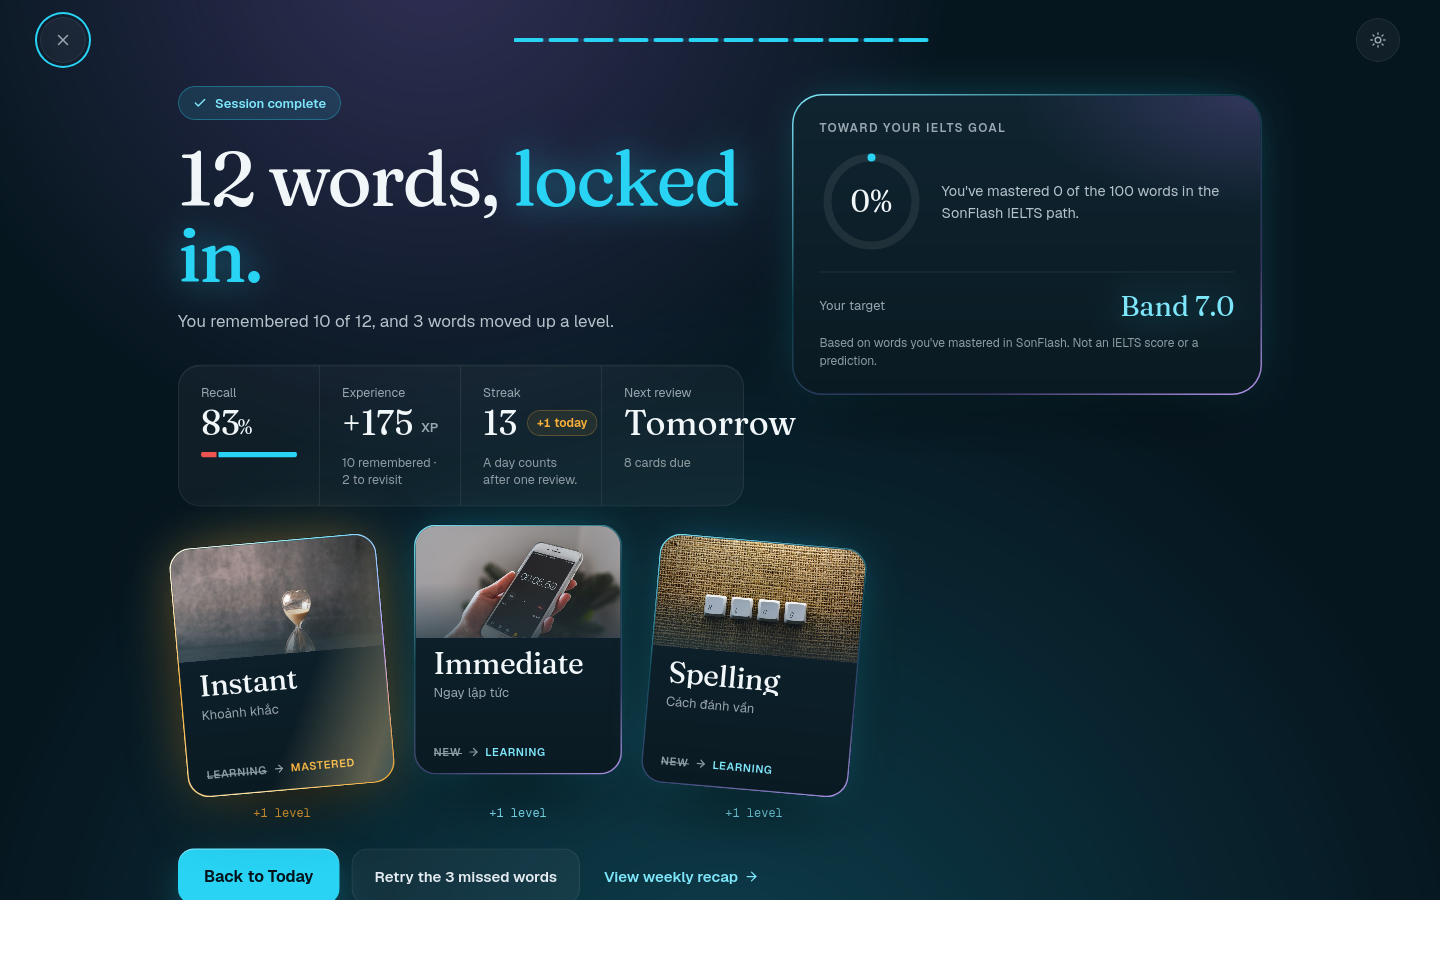 Session complete
12 words, locked
in.
You remembered 10 of 12, and 3 words moved up a level.
TOWARD YOUR IELTS GOAL
0%
You've mastered 0 of the 100 words in the
SonFlash IELTS path.
Your target
Band 7.0
Based on words you've mastered in SonFlash. Not an IELTS score or a
prediction.
Recall
83%
Experience
+175 XP
10 remembered ·
2 to revisit
Streak
13 +1 today
A day counts
after one review.
Next review
Tomorrow
8 cards due
Instant
Khoảnh khắc
LEARNING → MASTERED
+1 level
Immediate
Ngay lập tức
NEW → LEARNING
+1 level
Spelling
Cách đánh vần
NEW → LEARNING
+1 level
Back to Today
Retry the 3 missed words
View weekly recap →